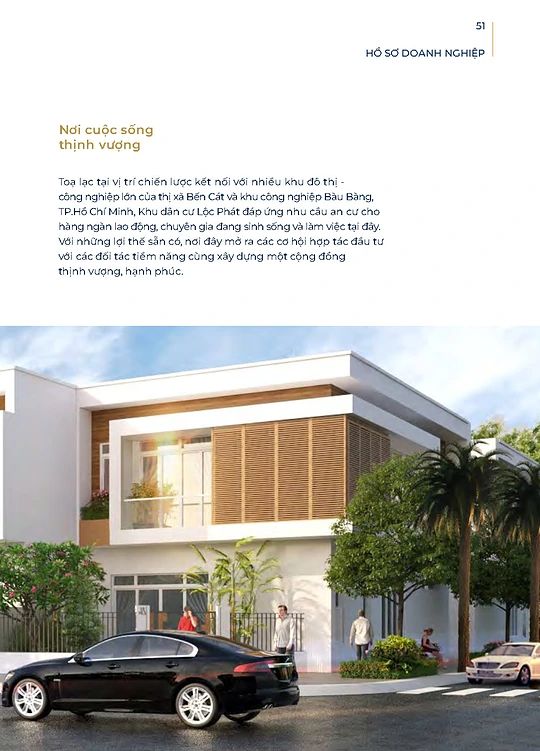 51
HỒ SƠ DOANH NGHIỆP
Nơi cuộc sống
thịnh vượng
Toạ lạc tại vị trí chiến lược kết nối với nhiều khu đô thị -
công nghiệp lớn của thị xã Bến Cát và khu công nghiệp Bàu Bàng,
TP.Hồ Chí Minh, Khu dân cư Lộc Phát đáp ứng nhu cầu an cư cho
hàng ngàn lao động, chuyên gia đang sinh sống và làm việc tại đây.
Với những lợi thế sẵn có, nơi đây mở ra các cơ hội hợp tác đầu tư
với các đối tác tiềm năng cùng xây dựng một cộng đồng
thịnh vượng, hạnh phúc.